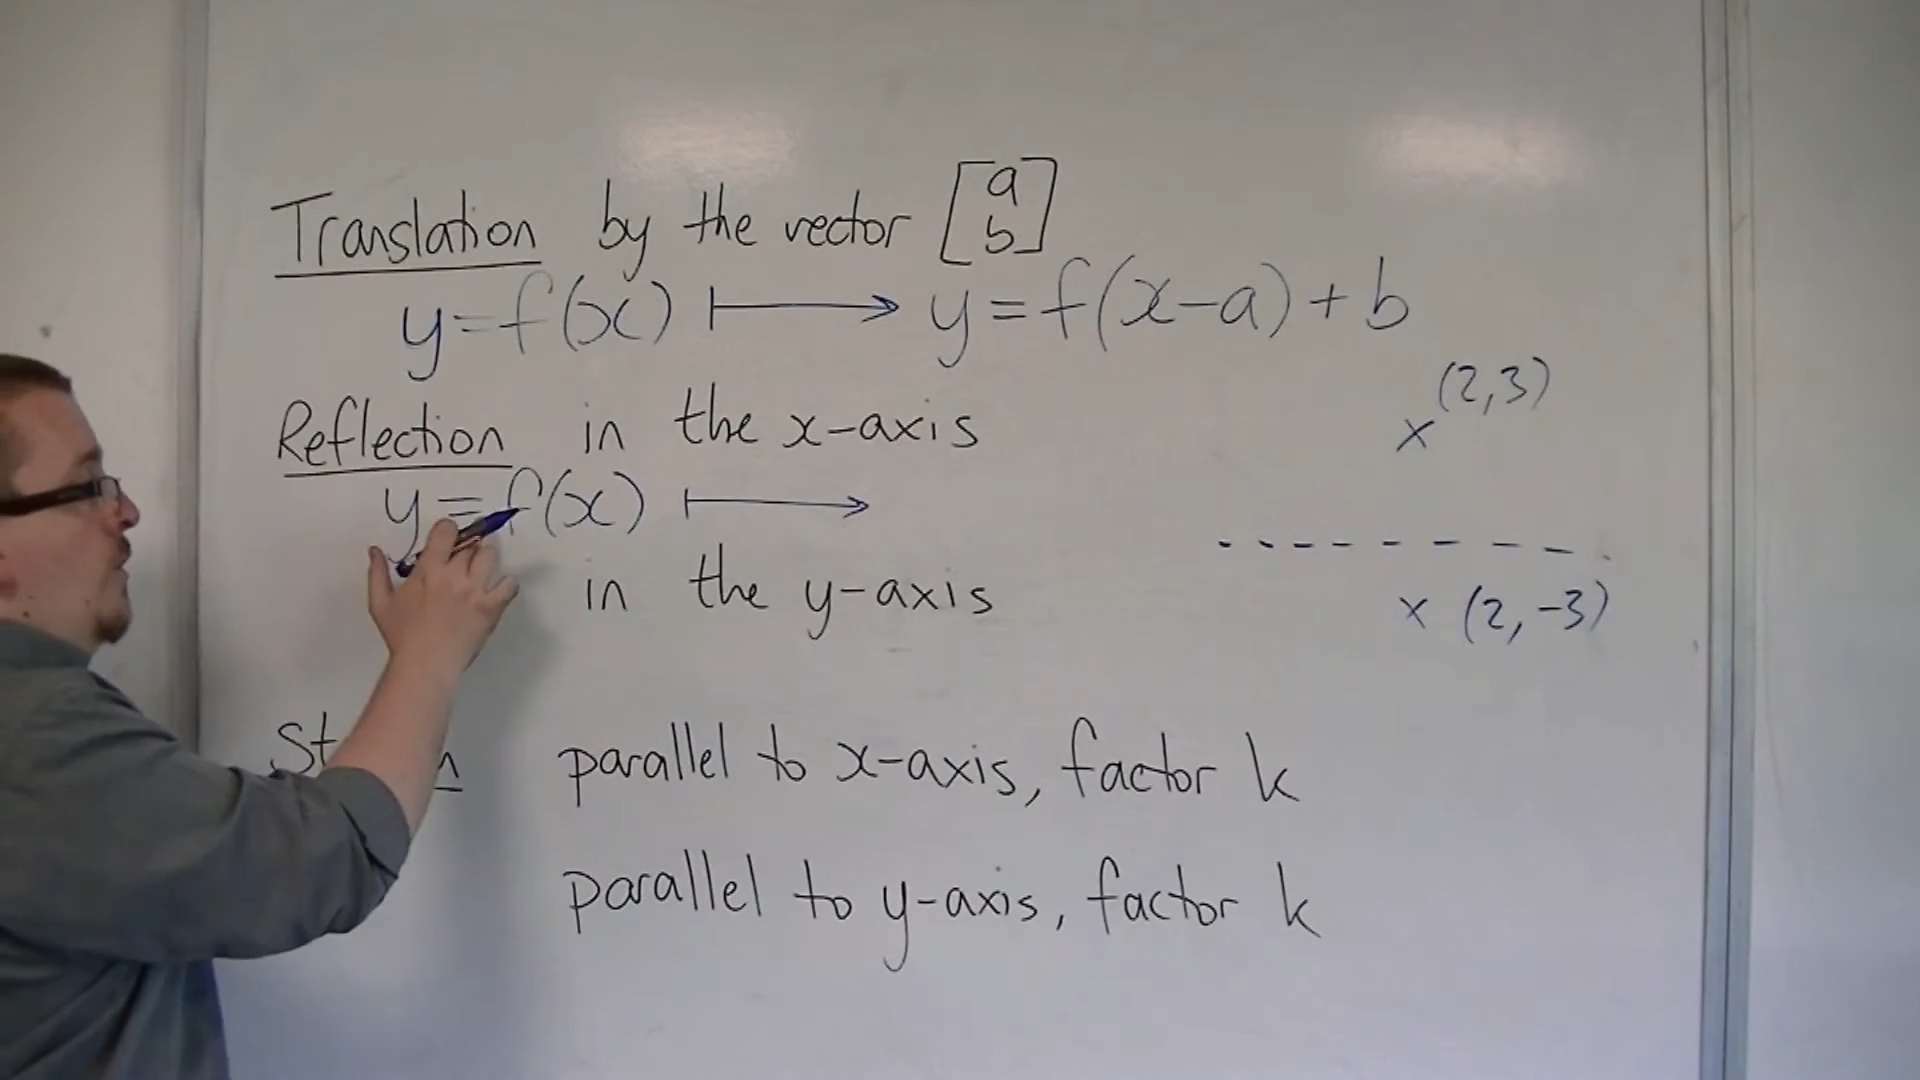 Translation by the vector [a b]
y=f(x) ⟼ y=f(x-a)+b
(2,3)
×
Reflection in the x-axis
y=f(x) ⟼
in the y-axis
× (2,-3)
parallel to x-axis, factor k
parallel to y-axis, factor k